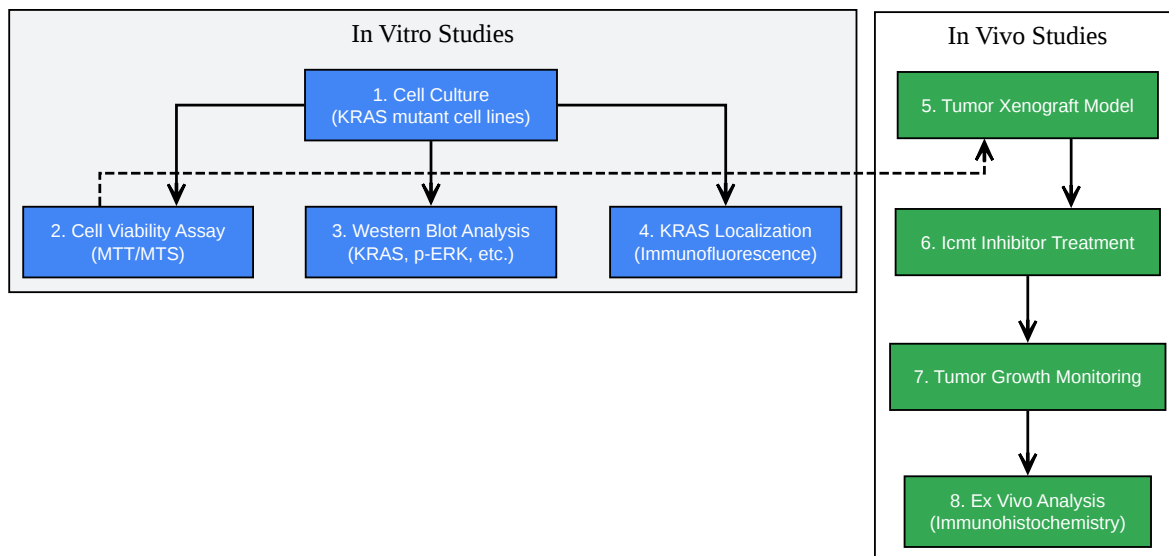 In Vitro Studies
1. Cell Culture
(KRAS mutant cell lines)
2. Cell Viability Assay
(MTT/MTS)
3. Western Blot Analysis
(KRAS, p-ERK, etc.)
4. KRAS Localization
(Immunofluorescence)
In Vivo Studies
5. Tumor Xenograft Model
6. Icmt Inhibitor Treatment
7. Tumor Growth Monitoring
8. Ex Vivo Analysis
(Immunohistochemistry)